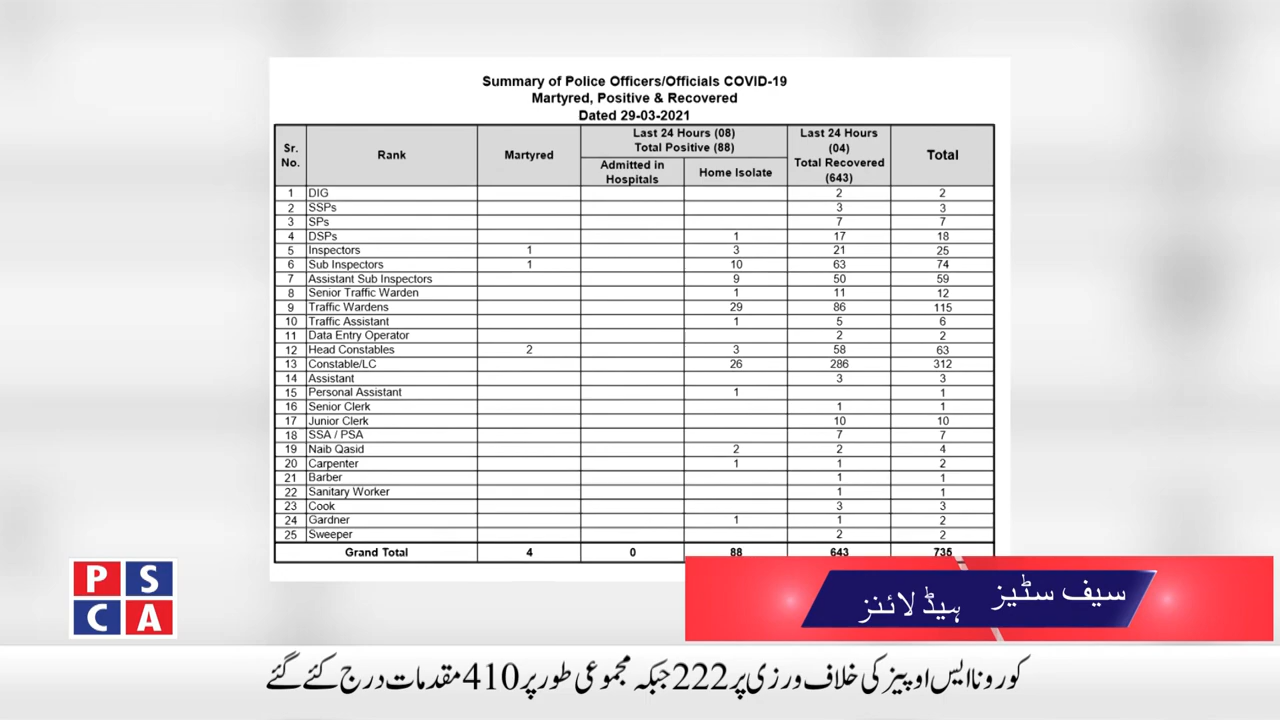 Summary of Police Officers/Officials COVID-19
Martyred, Positive & Recovered
Dated 29-03-2021
Sr. No. Rank Martyred Last 24 Hours (08) Total Positive (88) Admitted in Hospitals Home Isolate Last 24 Hours (04) Total Recovered (643) Total
1 DIG 2 2
2 SSPs 3 3
3 SPs 7 7
4 DSPs 1 17 18
5 Inspectors 1 3 21 25
6 Sub Inspectors 1 10 63 74
7 Assistant Sub Inspectors 9 50 59
8 Senior Traffic Warden 1 11 12
9 Traffic Wardens 29 86 115
10 Traffic Assistant 1 5 6
11 Data Entry Operator 2 2
12 Head Constables 2 3 58 63
13 Constable/LC 26 286 312
14 Assistant 3 3
15 Personal Assistant 1 1
16 Senior Clerk 1 1
17 Junior Clerk 10 10
18 SSA / PSA 7 7
19 Naib Qasid 2 2 4
20 Carpenter 1 1 2
21 Barber 1 1
22 Sanitary Worker 1 1
23 Cook 3 3
24 Gardner 1 1 2
25 Sweeper 2 2
Grand Total 4 0 88 643 735
PSCA
سیف سٹیز ہیڈ لائنز
کورونا ایس او پیز کی خلاف ورزی پر 222 جبکہ مجموعی طور پر 410 مقدمات درج کئے گئے